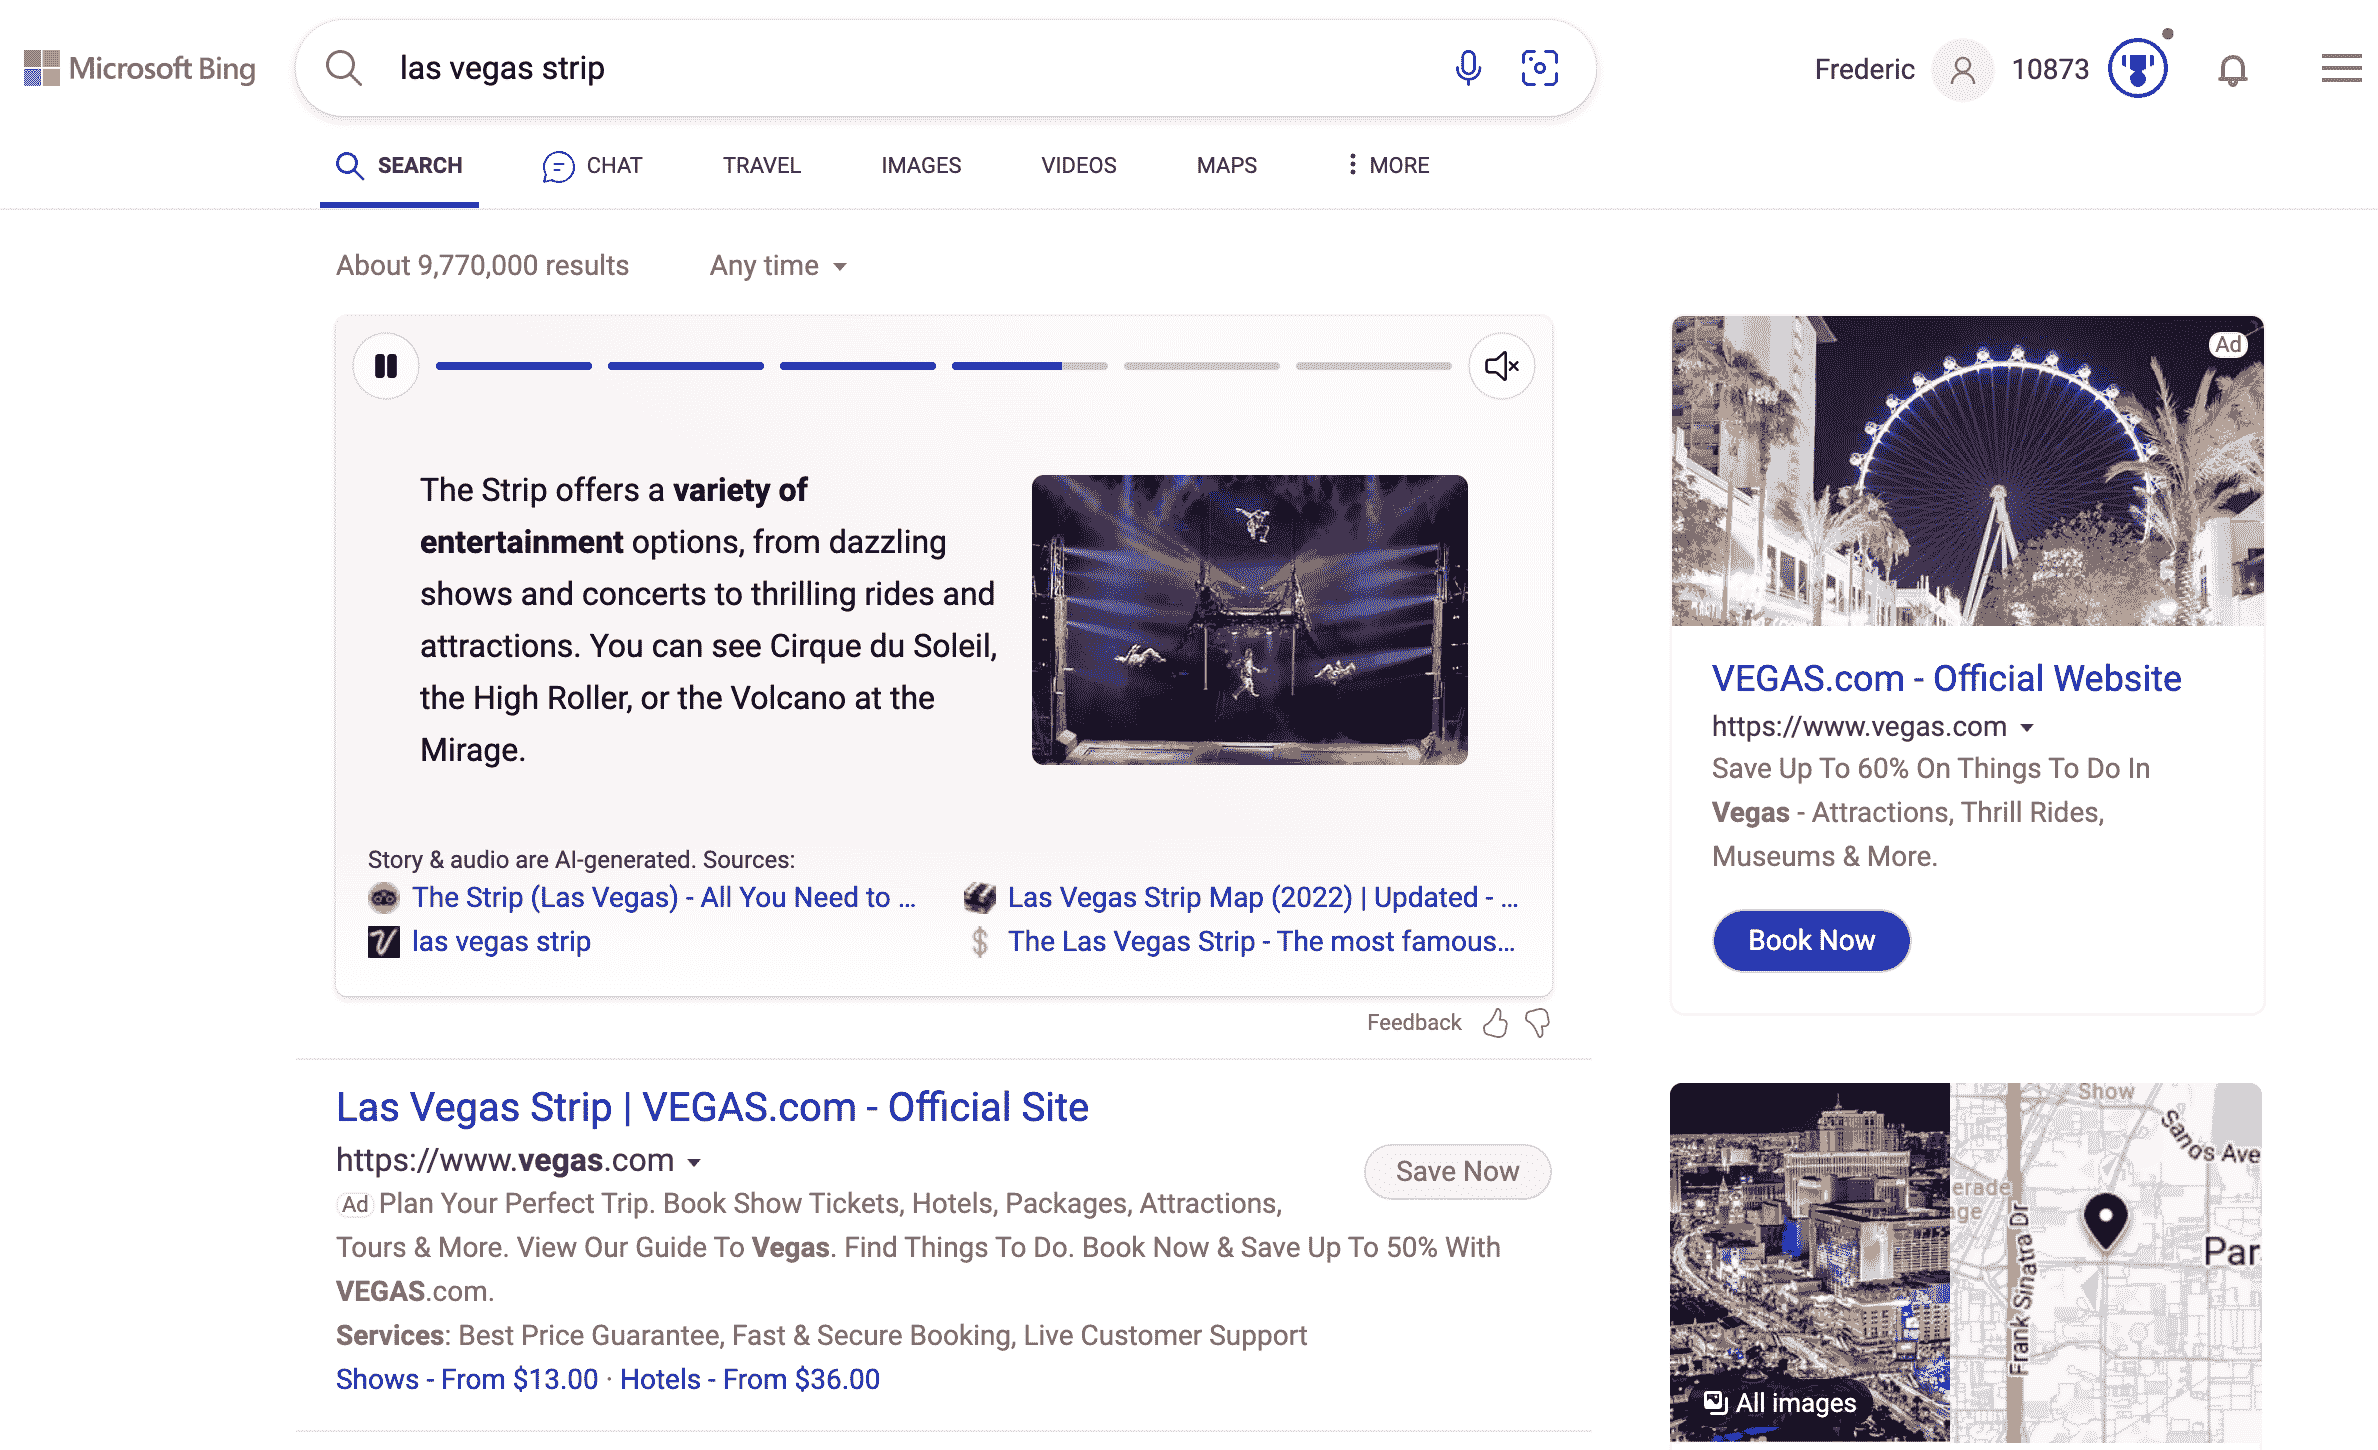 Microsoft Bing
las vegas strip
Frederic
10873
SEARCH
CHAT
TRAVEL
IMAGES
VIDEOS
MAPS
MORE
About 9,770,000 results
Any time
The Strip offers a variety of
entertainment options, from dazzling
shows and concerts to thrilling rides and
attractions. You can see Cirque du Soleil,
the High Roller, or the Volcano at the
Mirage.
Story & audio are AI-generated. Sources:
The Strip (Las Vegas) - All You Need to ...
Las Vegas Strip Map (2022) | Updated - ...
las vegas strip
The Las Vegas Strip - The most famous...
Feedback
Las Vegas Strip | VEGAS.com - Official Site
https://www.vegas.com
Save Now
Ad Plan Your Perfect Trip. Book Show Tickets, Hotels, Packages, Attractions,
Tours & More. View Our Guide To Vegas. Find Things To Do. Book Now & Save Up To 50% With
VEGAS.com.
Services: Best Price Guarantee, Fast & Secure Booking, Live Customer Support
Shows - From $13.00 · Hotels - From $36.00
Ad
VEGAS.com - Official Website
https://www.vegas.com
Save Up To 60% On Things To Do In
Vegas - Attractions, Thrill Rides,
Museums & More.
Book Now
All images
Show
Sands Ave
erade
age
Frank Sinatra Dr
Par